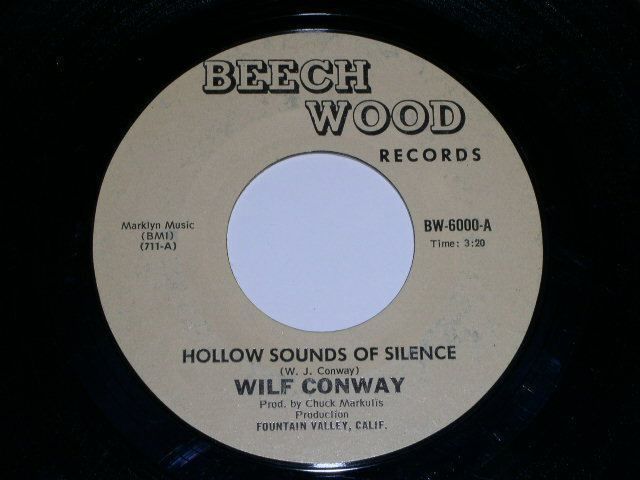 BEECH
WOOD
RECORDS
Marklyn Music
(BMI)
(711-A)
BW-6000-A
Time: 3:20
HOLLOW SOUNDS OF SILENCE
(W. J. Conway)
WILF CONWAY
Prod. by Chuck Markulis
Production
FOUNTAIN VALLEY, CALIF.